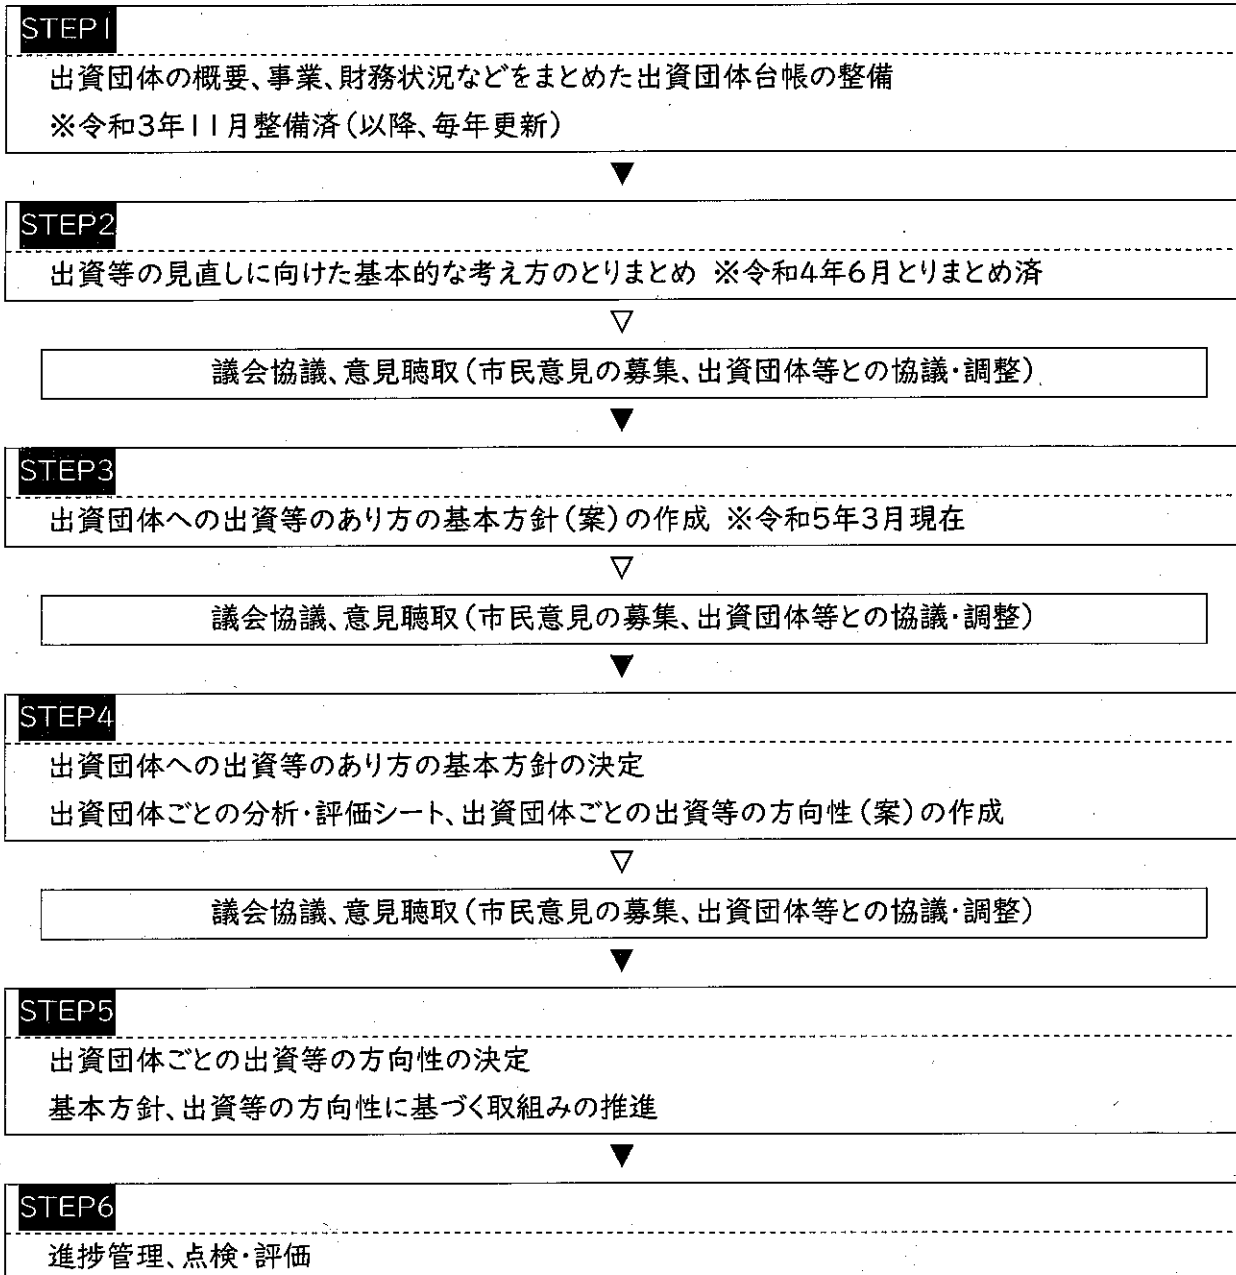 STEP1
出資団体の概要、事業、財務状況などをまとめた出資団体台帳の整備
※令和3年11月整備済（以降、毎年更新）
▼
STEP2
出資等の見直しに向けた基本的な考え方のとりまとめ ※令和4年6月とりまとめ済
▽
議会協議、意見聴取（市民意見の募集、出資団体等との協議・調整）
▼
STEP3
出資団体への出資等のあり方の基本方針（案）の作成 ※令和5年3月現在
▽
議会協議、意見聴取（市民意見の募集、出資団体等との協議・調整）
▼
STEP4
出資団体への出資等のあり方の基本方針の決定
出資団体ごとの分析・評価シート、出資団体ごとの出資等の方向性（案）の作成
▽
議会協議、意見聴取（市民意見の募集、出資団体等との協議・調整）
▼
STEP5
出資団体ごとの出資等の方向性の決定
基本方針、出資等の方向性に基づく取組みの推進
▼
STEP6
進捗管理、点検・評価